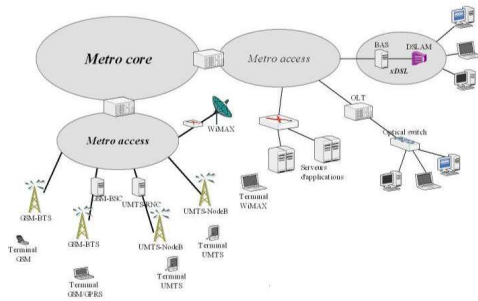 Metro core
Metro access
BAS
DSLAM
xDSL
OLT
Optical switch
Metro access
WiMAX
Serveurs
d'applications
Terminal
WiMAX
GSM-BTS
GSM-BSC
UMTS-RNC
UMTS-NodeB
GSM-BTS
UMTS-NodeB
Terminal
GSM
Terminal
GSM/GPRS
Terminal
UMTS
Terminal
UMTS